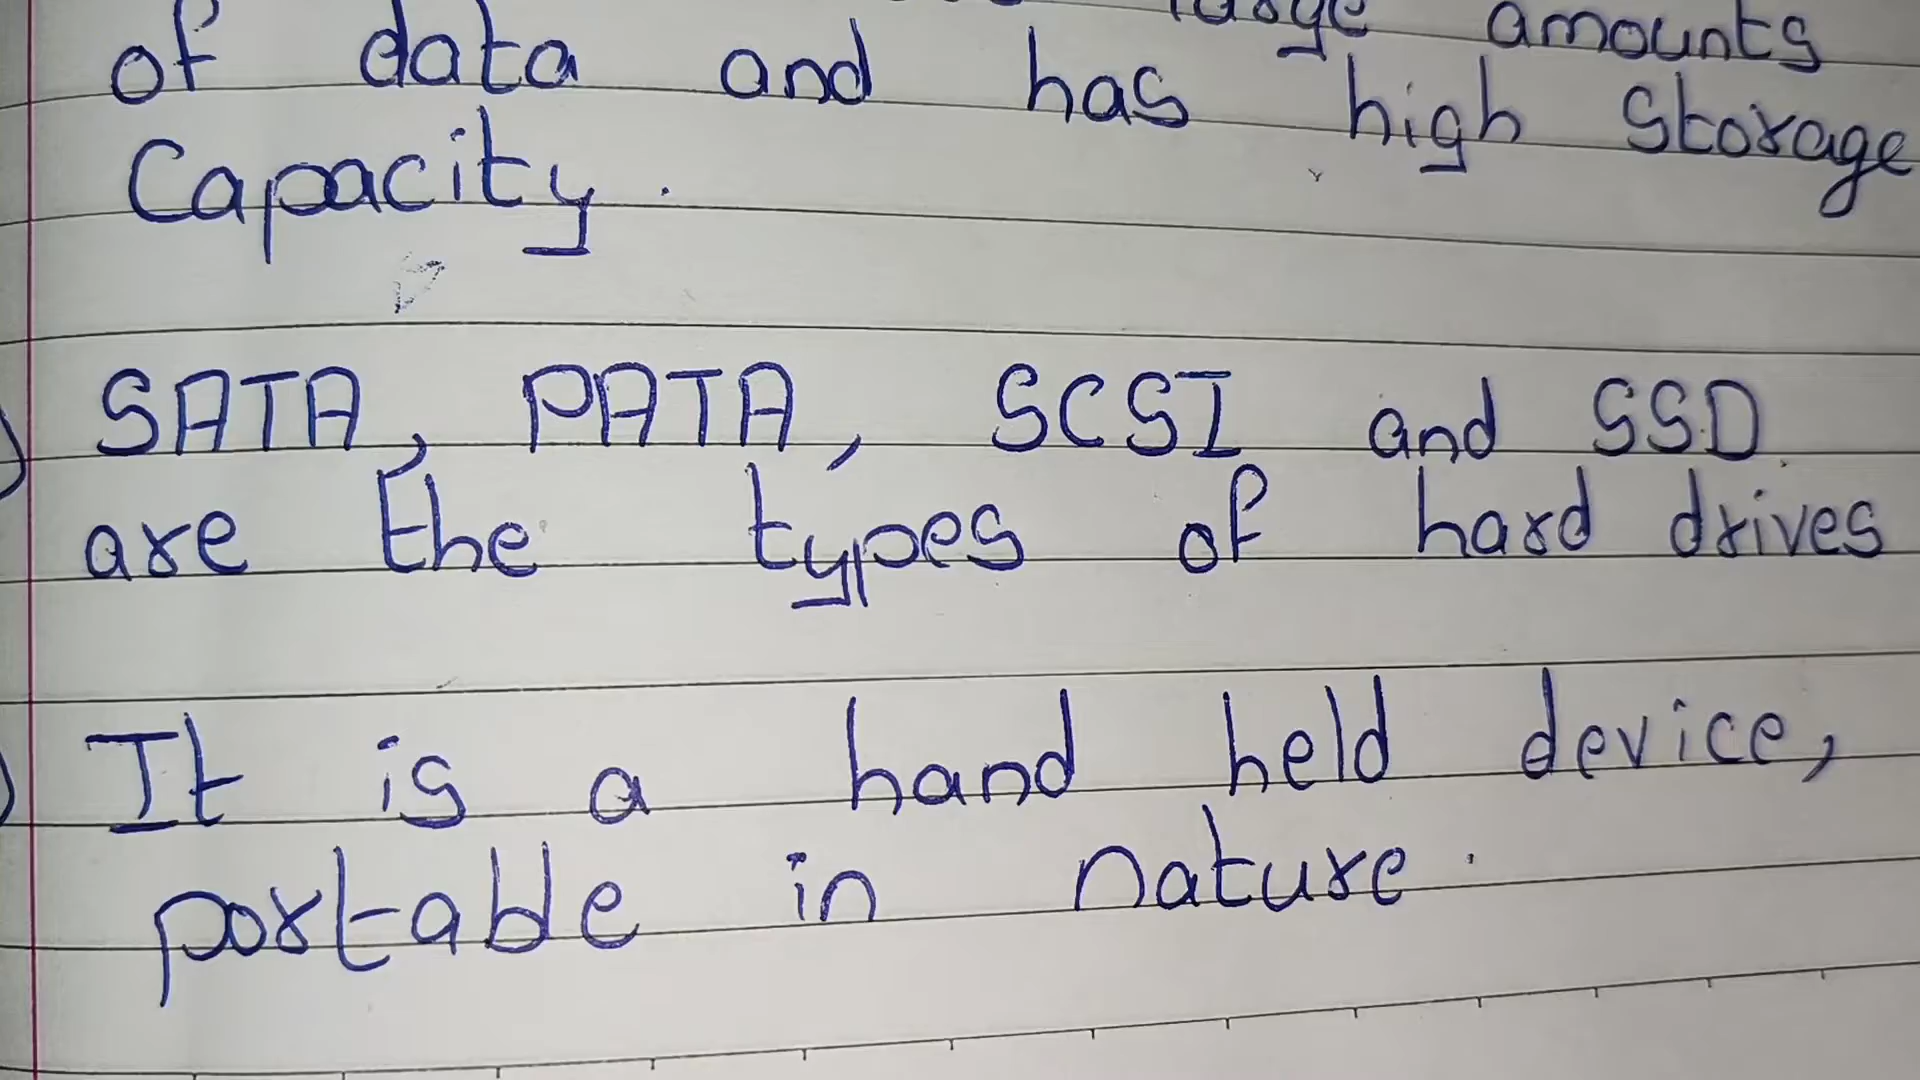 large amounts
of data and has high storage
Capacity.
SATA, PATA, SCSI and SSD
are the types of hard drives
It is a hand held device,
portable in nature.